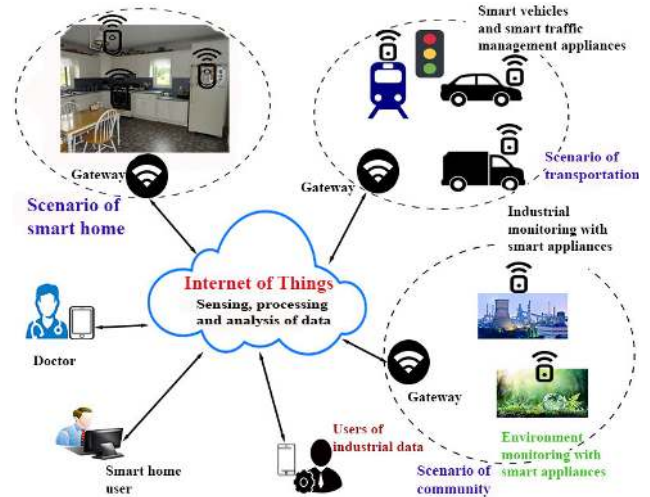 Smart vehicles
and smart traffic
management appliances
Gateway
Scenario of
smart home
Gateway
Scenario of
transportation
Industrial
monitoring with
smart appliances
Internet of Things
Sensing, processing
and analysis of data
Doctor
Gateway
Smart home
user
Users of
industrial data
Scenario of
community
Environment
monitoring with
smart appliances